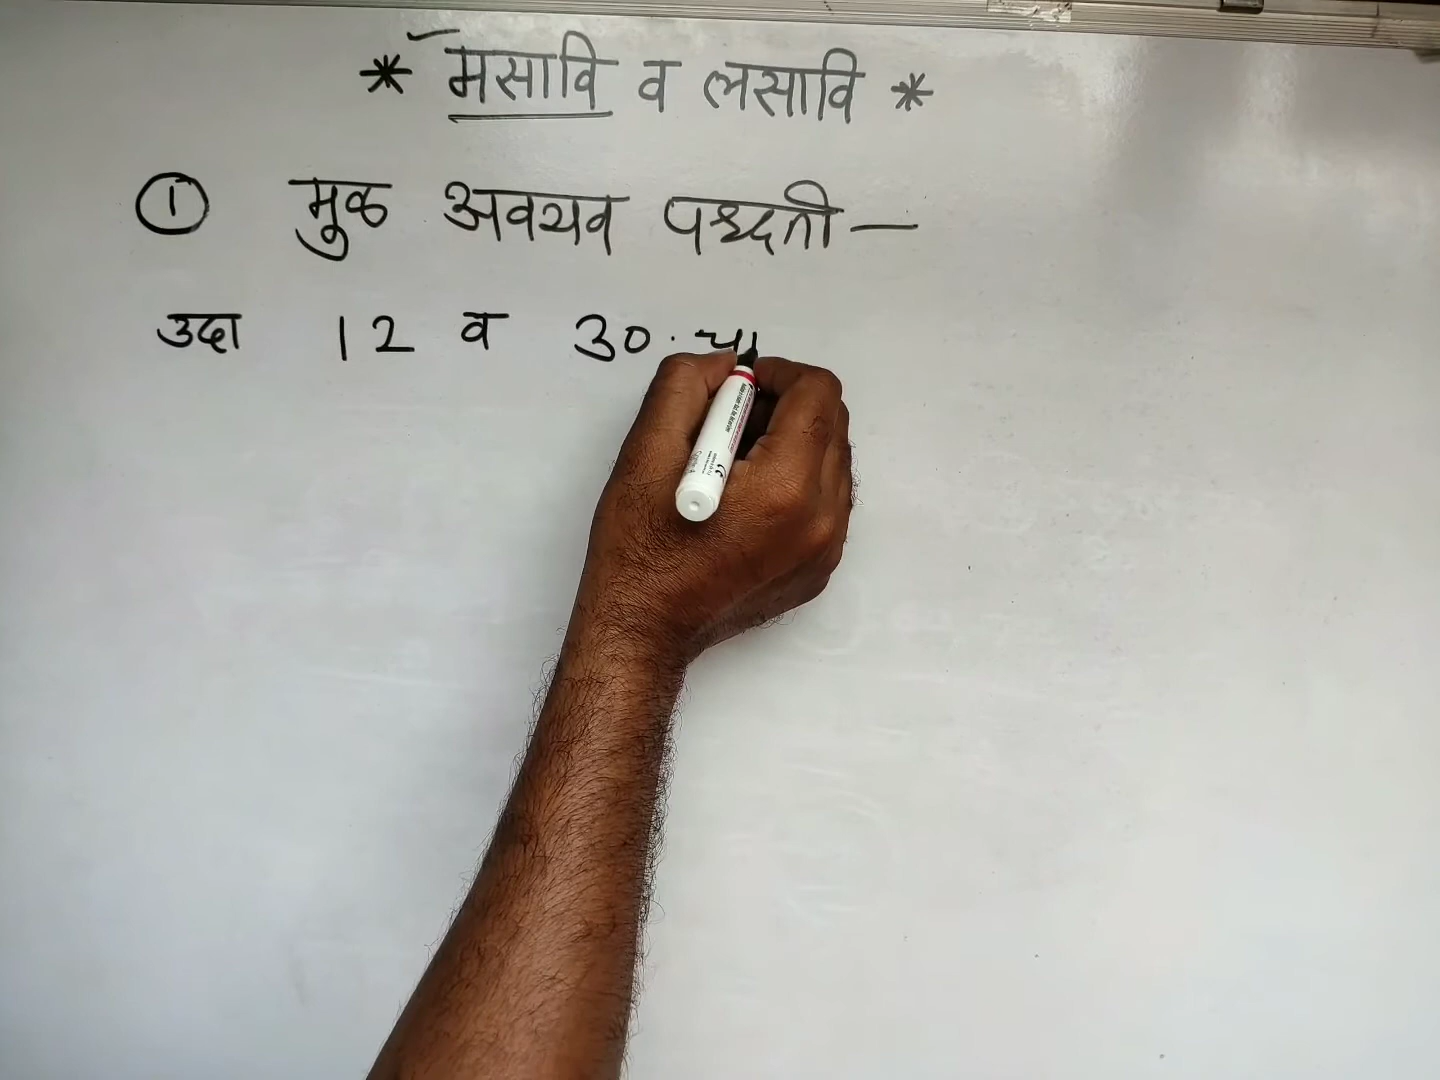 * मसावि व लसावि *
① मुळ अवयव पध्दती —
उदा 12 व 30. चा